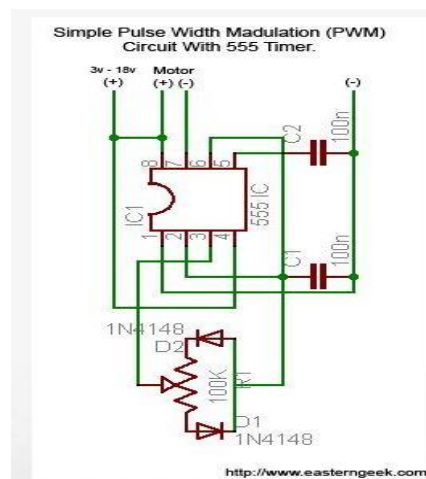 Simple Pulse Width Madulation (PWM)
Circuit With 555 Timer.
3v - 18v Motor
(+) (+) (-) (-)
8 7 6 5
C2
100n
IC1
555 IC
1 2 3 4
C1
100n
1N4148
D2
100K
R1
D1
1N4148
http://www.easterngeek.com